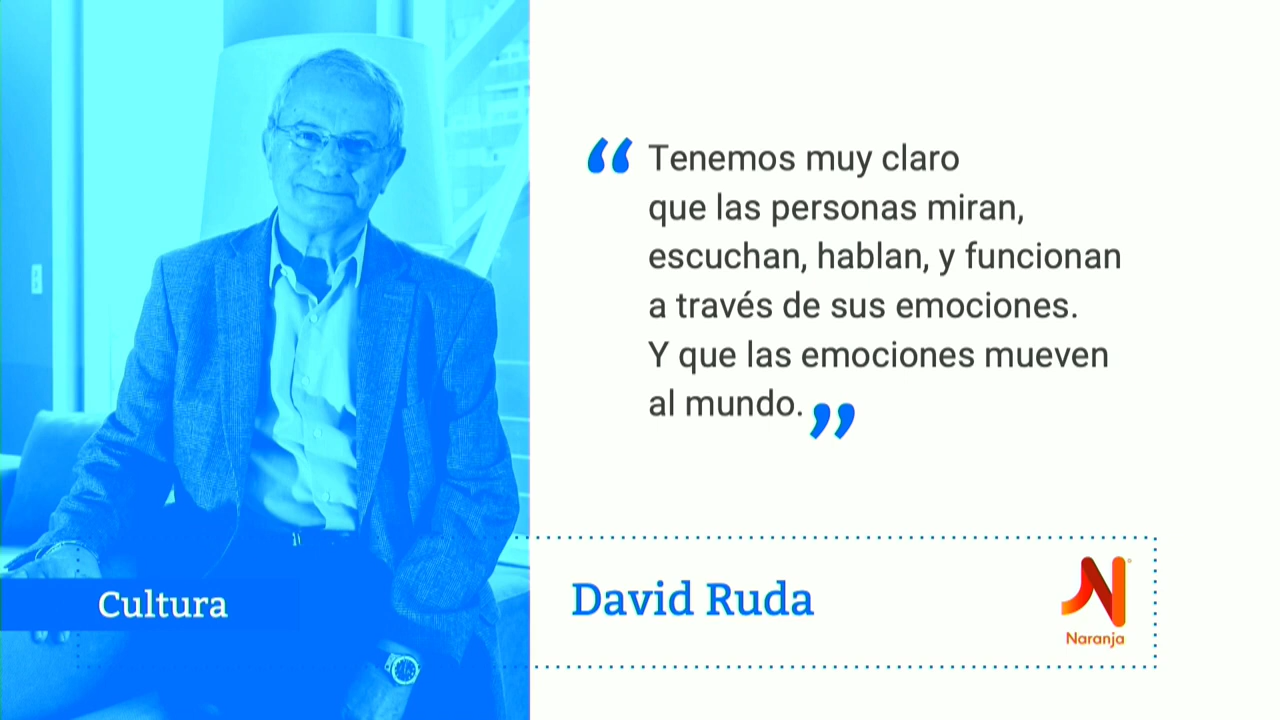 “ Tenemos muy claro
que las personas miran,
escuchan, hablan, y funcionan
a través de sus emociones.
Y que las emociones mueven
al mundo. ”
Cultura
David Ruda
Naranja